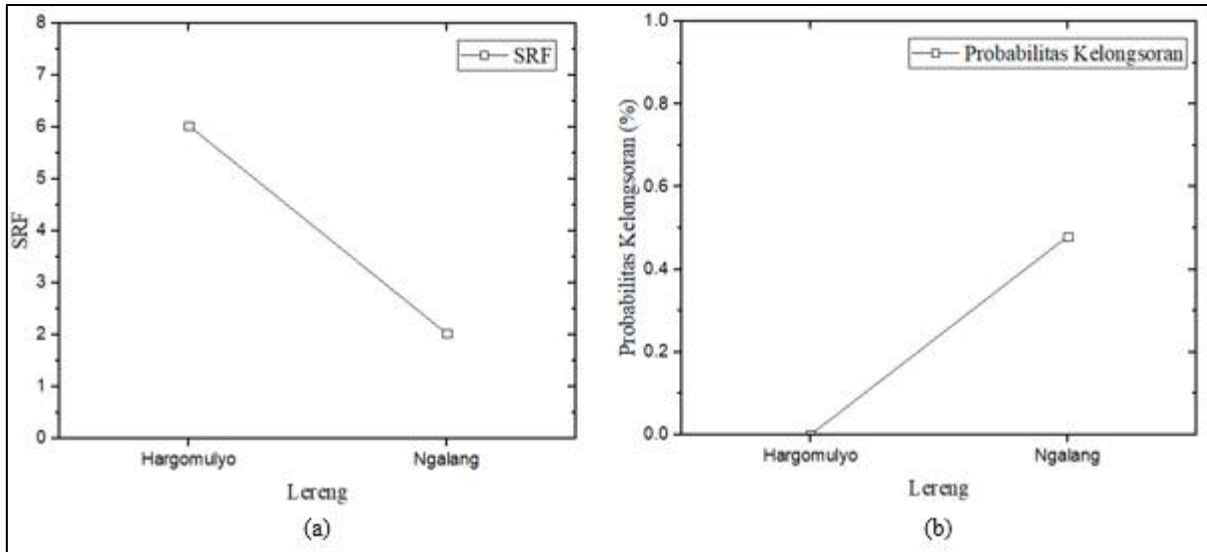 8
7
6
5
4
3
2
1
0
SRF
SRF
Hargomulyo
Ngalang
Lereng
(a)
1.0
0.8
0.6
0.4
0.2
0.0
Probabilitas Kelongsoran (%)
Probabilitas Kelongsoran
Hargomulyo
Ngalang
Lereng
(b)